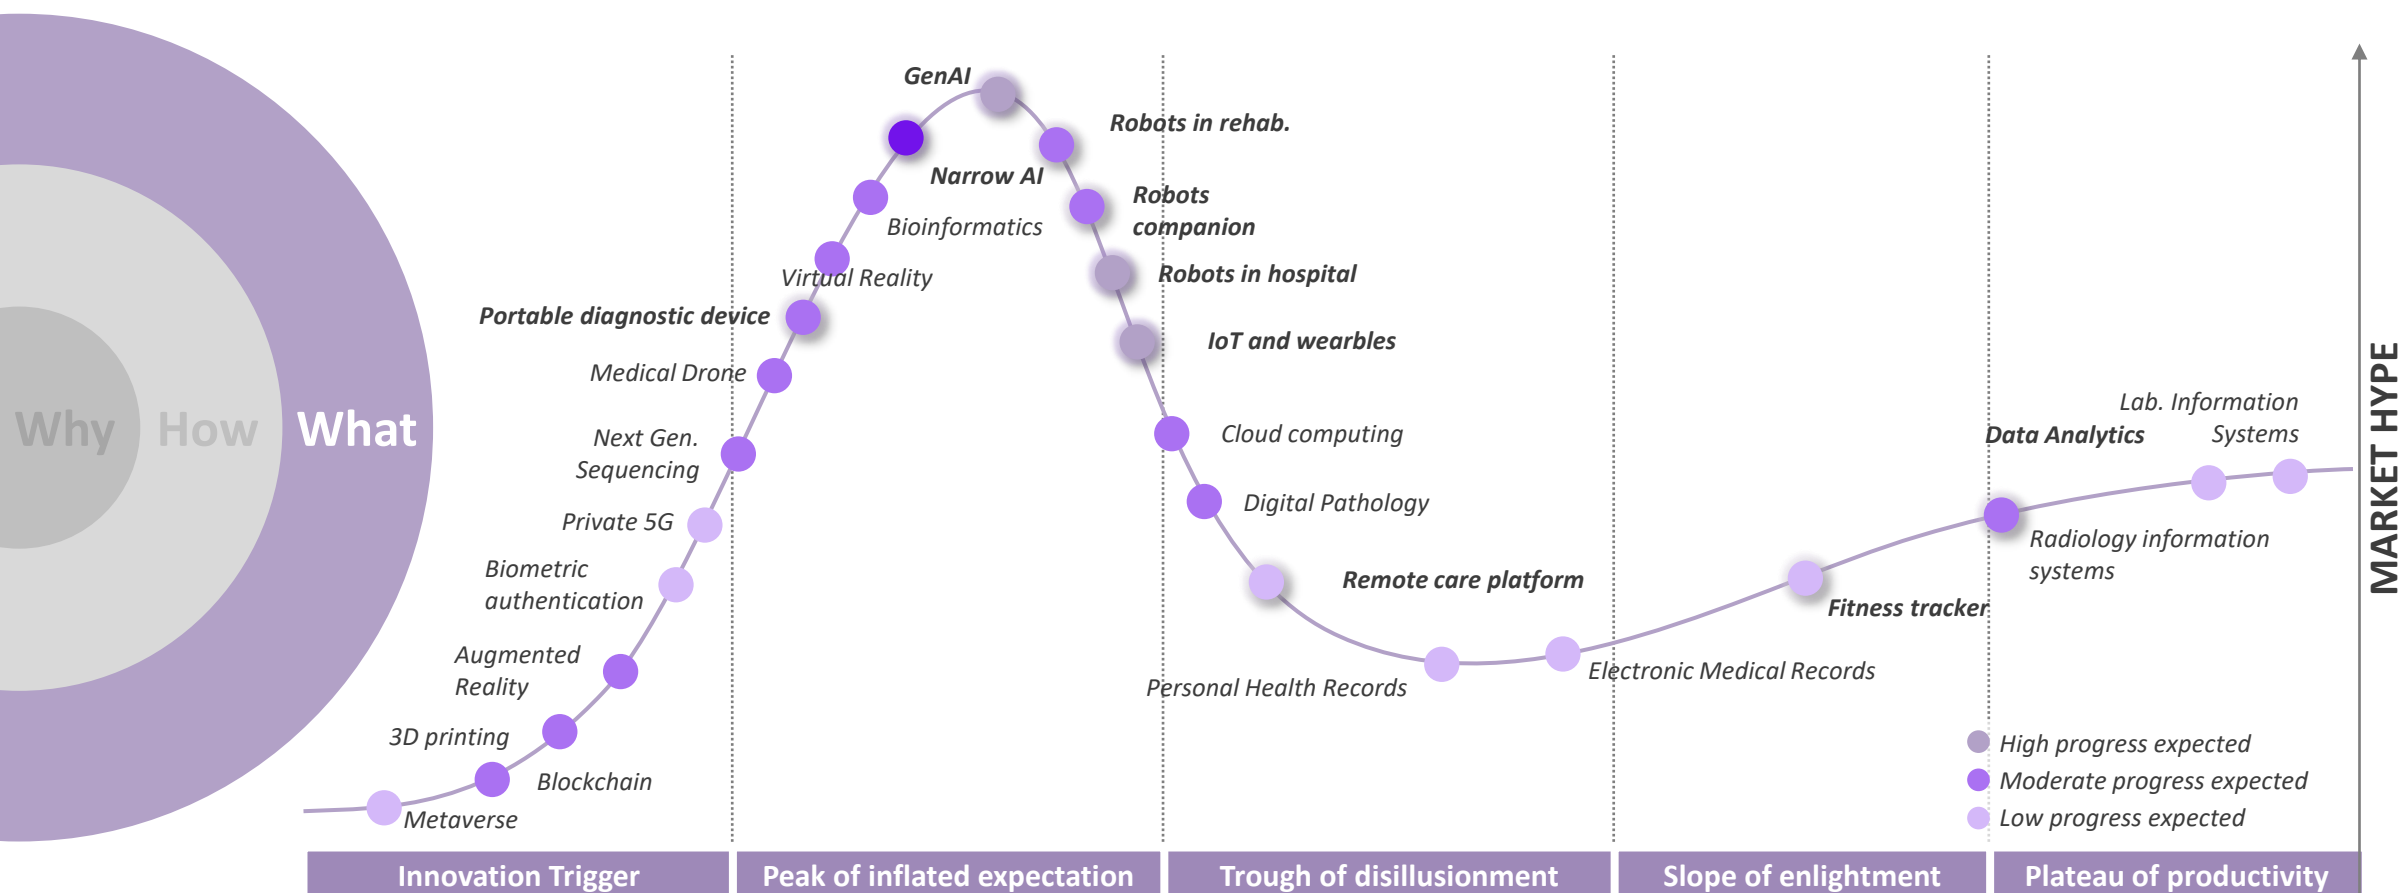 GenAI
Robots in rehab.
Narrow AI
Robots
companion
Bioinformatics
Virtual Reality
Robots in hospital
Portable diagnostic device
IoT and wearbles
Medical Drone
Why
How
What
Next Gen.
Sequencing
Cloud computing
Lab. Information
Systems
Data Analytics
MARKET HYPE
Private 5G
Digital Pathology
Radiology information
systems
Biometric
authentication
Remote care platform
Fitness tracker
Augmented
Reality
Personal Health Records
Electronic Medical Records
3D printing
Blockchain
Metaverse
High progress expected
Moderate progress expected
Low progress expected
Innovation Trigger
Peak of inflated expectation
Trough of disillusionment
Slope of enlightment
Plateau of productivity